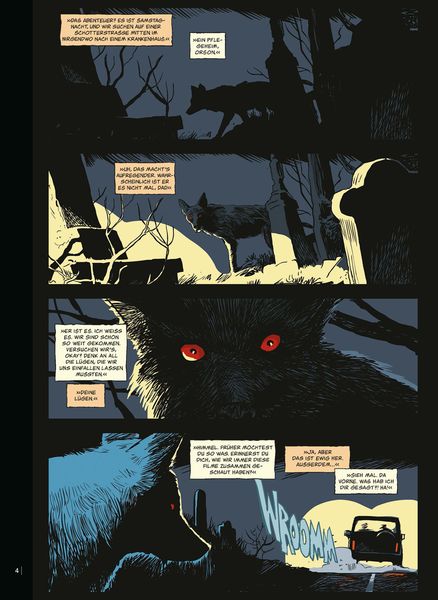 »DAS ABENTEUER? ES IST SAMSTAG-
NACHT, UND WIR SUCHEN AUF EINER
SCHOTTERSTRASSE MITTEN IM
NIRGENDWO NACH EINEM KRANKENHAUS.«
»EIN PFLE-
GEHEIM,
ORSON.«
»UH, DAS MACHT'S
AUFREGENDER. WAHR-
SCHEINLICH IST ER
ES NICHT MAL, DAD«
»ER IST ES. ICH WEISS
ES. WIR SIND SCHON
SO WEIT GEKOMMEN.
VERSUCHEN WIR'S,
OKAY? DENK AN ALL
DIE LÜGEN, DIE WIR
UNS EINFALLEN LASSEN
MUSSTEN.«
»DEINE
LÜGEN.«
»HIMMEL. FRÜHER MOCHTEST
DU SO WAS. ERINNERST DU
DICH, WIE WIR IMMER DIESE
FILME ZUSAMMEN GE-
SCHAUT HABEN?«
»JA, ABER
DAS IST EWIG HER.
AUSSERDEM...«
»SIEH MAL. DA
VORNE. WAS HAB ICH
DIR GESAGT?! HA!«
WROOMM
4